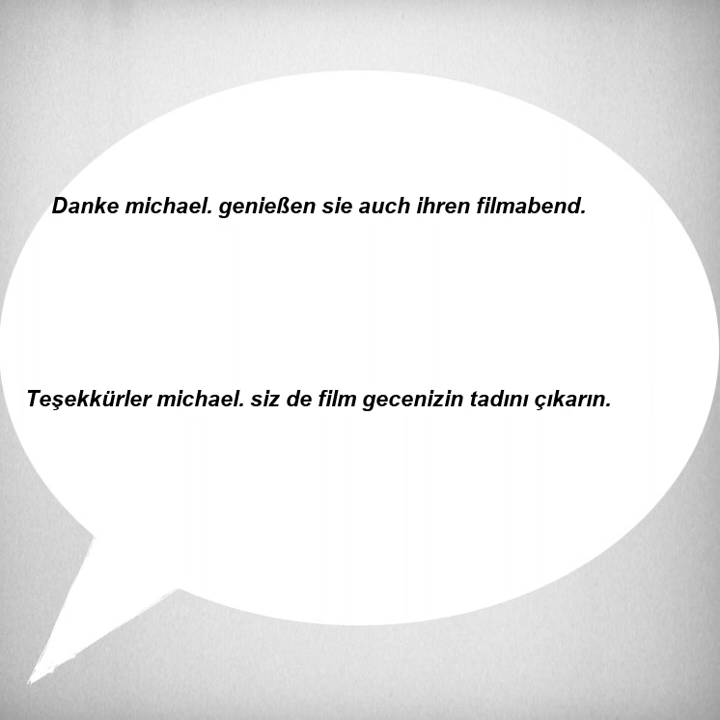 Danke michael. genießen sie auch ihren filmabend.
Teşekkürler michael. siz de film gecenizin tadını çıkarın.